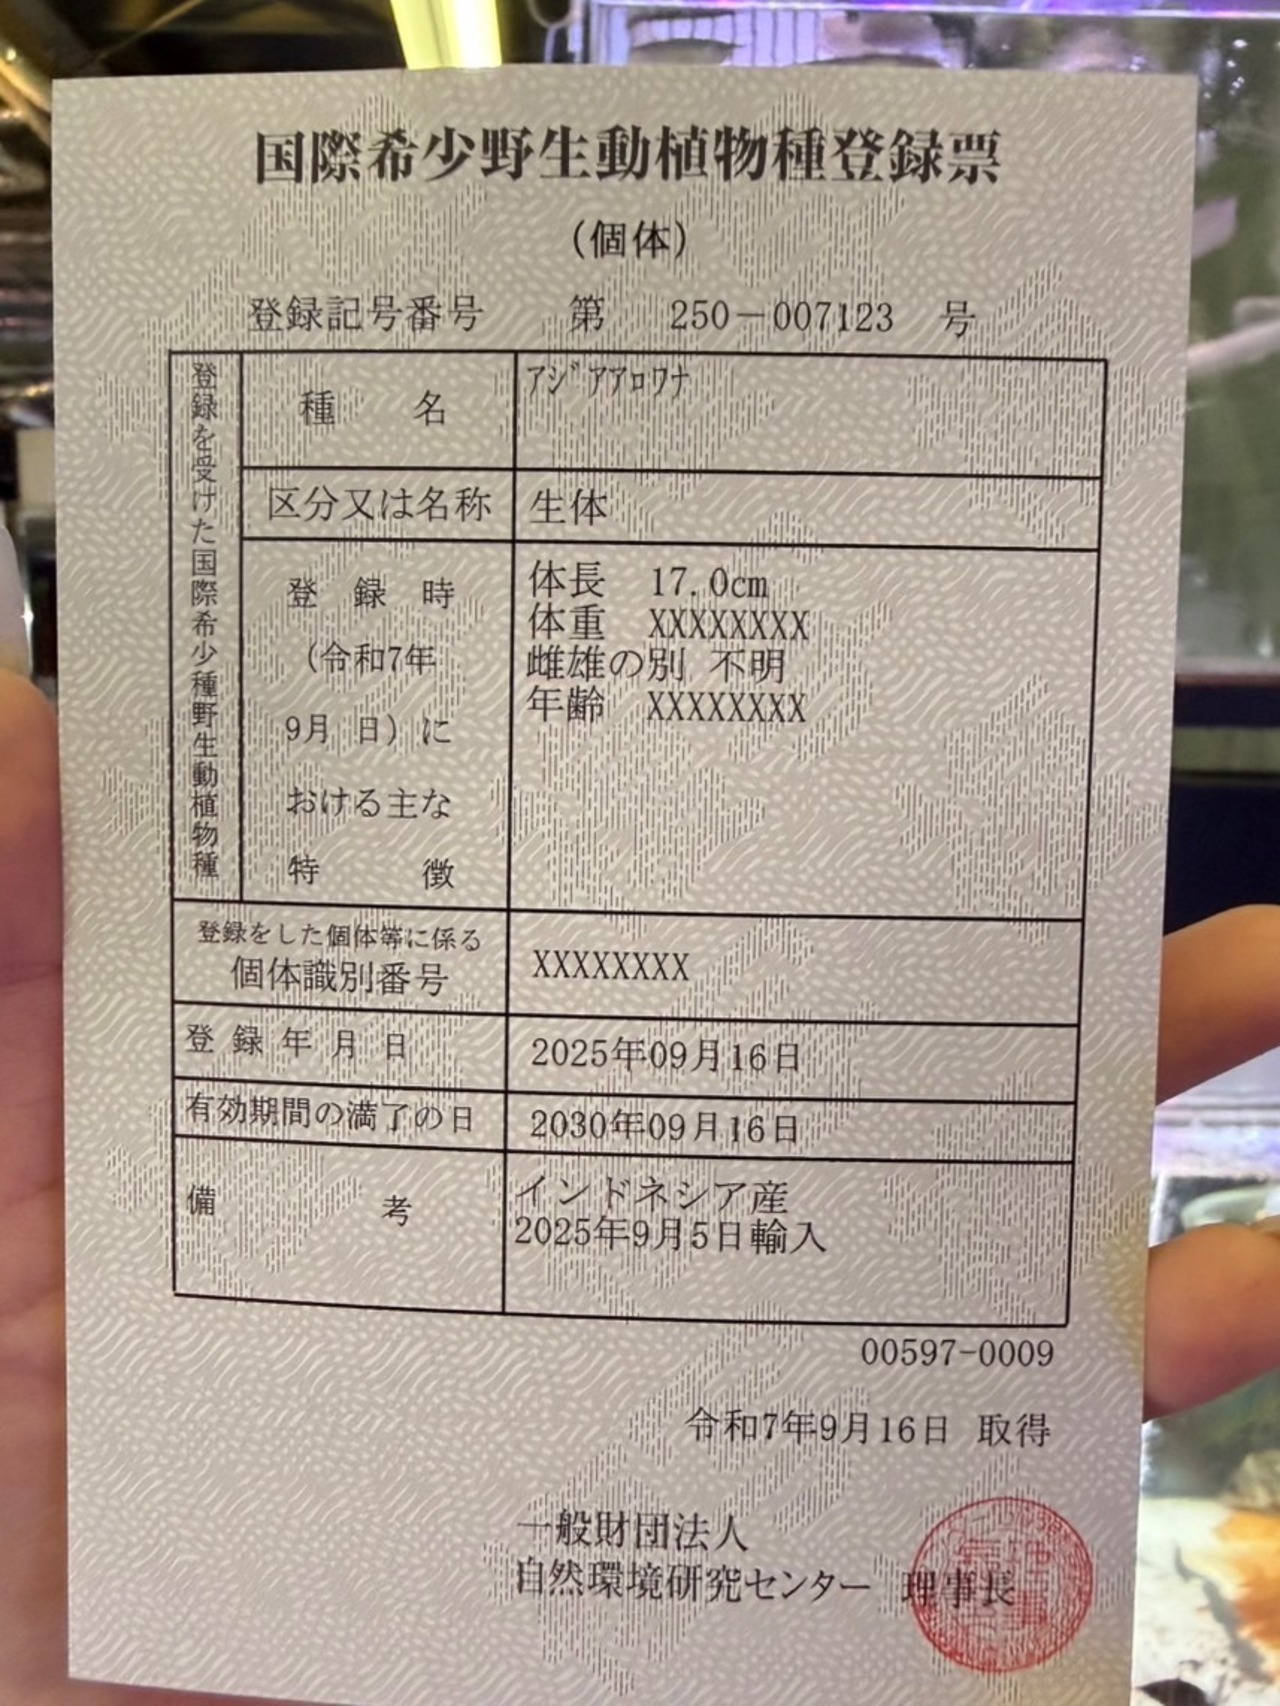 国際希少野生動植物種登録票
(個体)
登録記号番号 第 250-007123 号
登録を受けた国際希少種野生動植物種
種 名
ｱｼﾞｱｱﾛﾜﾅ
区分又は名称
生体
登 録 時
(令和7年
9月 日)に
おける主な
特 徴
体長 17.0cm
体重 XXXXXXXX
雌雄の別 不明
年齢 XXXXXXXX
登録をした個体等に係る
個体識別番号
XXXXXXXX
登 録 年 月 日
2025年09月16日
有効期間の満了の日
2030年09月16日
備 考
インドネシア産
2025年9月5日輸入
00597-0009
令和7年9月16日 取得
一般財団法人
自然環境研究センター 理事長